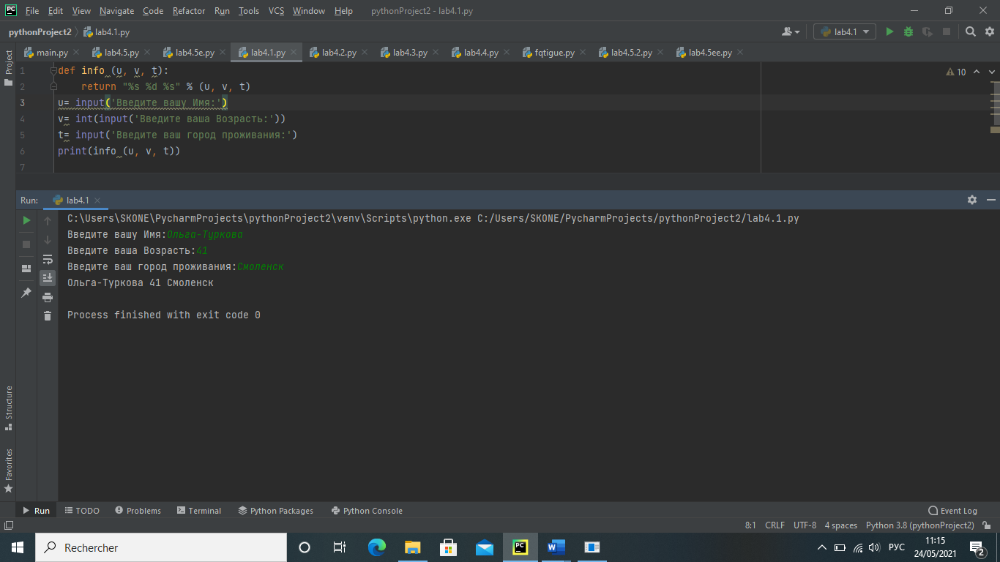 File Edit View Navigate Code Refactor Run Tools VCS Window Help pythonProject2 - lab4.1.py
pythonProject2 lab4.1.py lab4.1
main.py lab4.5.py lab4.5e.py lab4.1.py lab4.2.py lab4.3.py lab4.4.py fqtigue.py lab4.5.2.py lab4.5ee.py
Project
1 def info (u, v, t): 10
2 return "%s %d %s" % (u, v, t)
3 u= input('Введите вашу Имя:')
4 v= int(input('Введите ваша Возрасть:'))
5 t= input('Введите ваш город проживания:')
6 print(info (u, v, t))
7
Run: lab4.1
C:\Users\SKONE\PycharmProjects\pythonProject2\venv\Scripts\python.exe C:/Users/SKONE/PycharmProjects/pythonProject2/lab4.1.py
Введите вашу Имя:Ольга-Туркова
Введите ваша Возрасть:41
Введите ваш город проживания:Смоленск
Ольга-Туркова 41 Смоленск
Process finished with exit code 0
Structure
Favorites
Run TODO Problems Terminal Python Packages Python Console Event Log
8:1 CRLF UTF-8 4 spaces Python 3.8 (pythonProject2)
Rechercher
РУС
11:15
24/05/2021
2